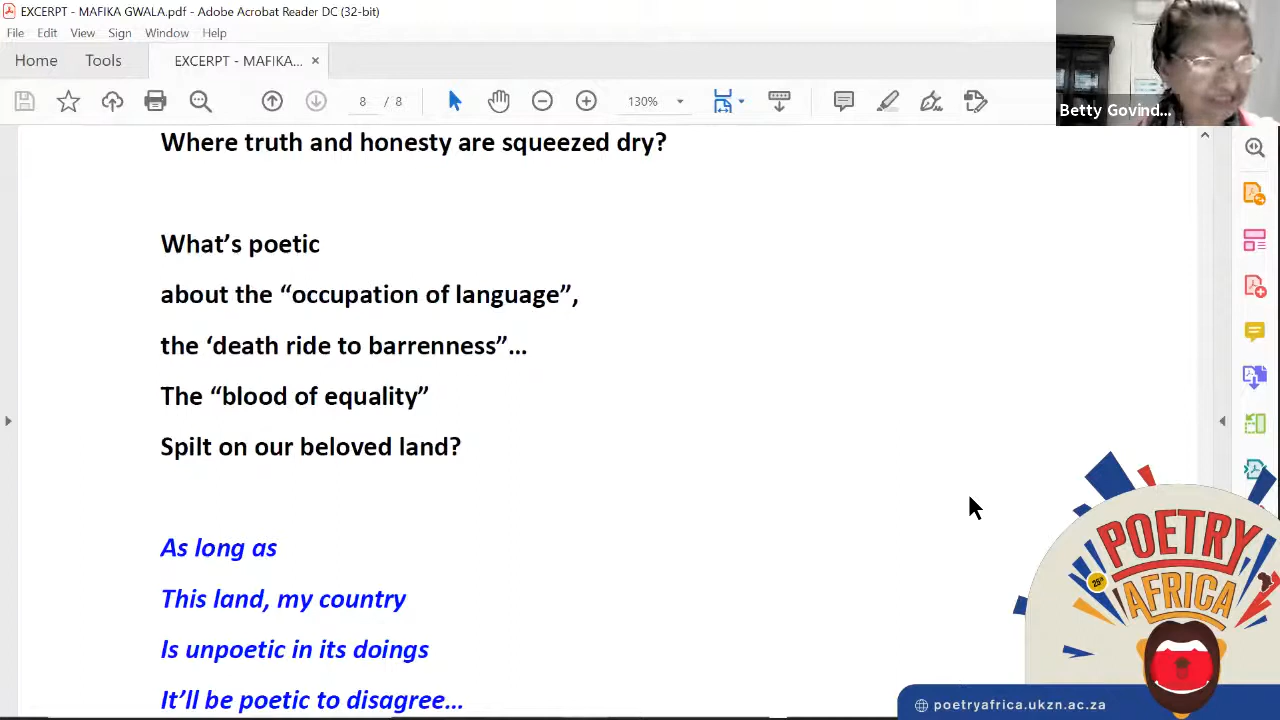 EXCERPT - MAFIKA GWALA.pdf - Adobe Acrobat Reader DC (32-bit)
File Edit View Sign Window Help
Home Tools EXCERPT - MAFIKA... ×
8 / 8 130%
Betty Govind...
Where truth and honesty are squeezed dry?
What’s poetic
about the “occupation of language”,
the ‘death ride to barrenness”...
The “blood of equality”
Spilt on our beloved land?
As long as
This land, my country
Is unpoetic in its doings
It’ll be poetic to disagree...
POETRY
25th
AFRICA
poetryafrica.ukzn.ac.za